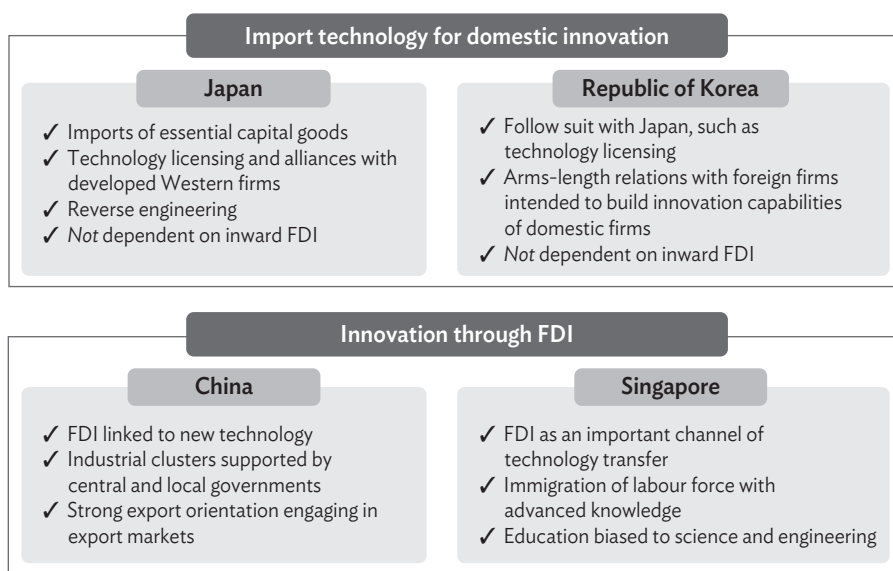 Import technology for domestic innovation
Japan
✓ Imports of essential capital goods
✓ Technology licensing and alliances with
developed Western firms
✓ Reverse engineering
✓ Not dependent on inward FDI
Republic of Korea
✓ Follow suit with Japan, such as
technology licensing
✓ Arms-length relations with foreign firms
intended to build innovation capabilities
of domestic firms
✓ Not dependent on inward FDI
Innovation through FDI
China
✓ FDI linked to new technology
✓ Industrial clusters supported by
central and local governments
✓ Strong export orientation engaging in
export markets
Singapore
✓ FDI as an important channel of
technology transfer
✓ Immigration of labour force with
advanced knowledge
✓ Education biased to science and engineering